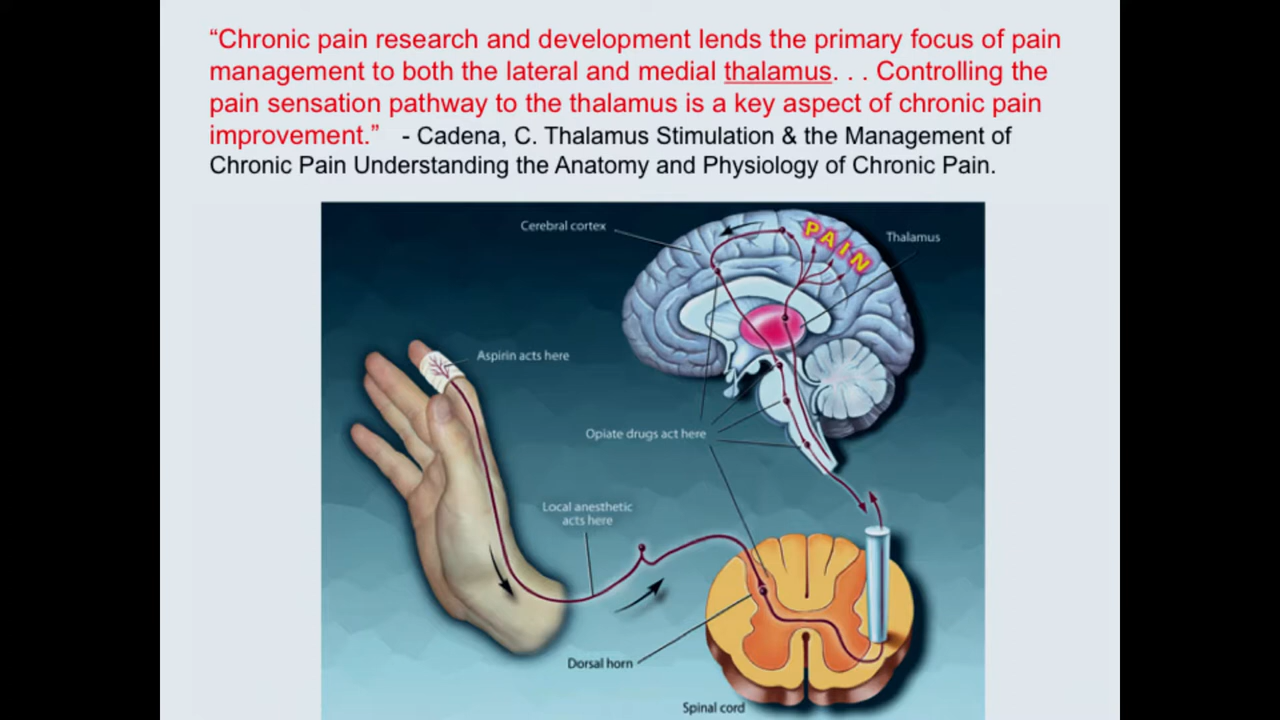 “Chronic pain research and development lends the primary focus of pain
management to both the lateral and medial thalamus. . . Controlling the
pain sensation pathway to the thalamus is a key aspect of chronic pain
improvement.” - Cadena, C. Thalamus Stimulation & the Management of
Chronic Pain Understanding the Anatomy and Physiology of Chronic Pain.
Cerebral cortex
PAIN
Thalamus
Aspirin acts here
Opiate drugs act here
Local anesthetic
acts here
Dorsal horn
Spinal cord